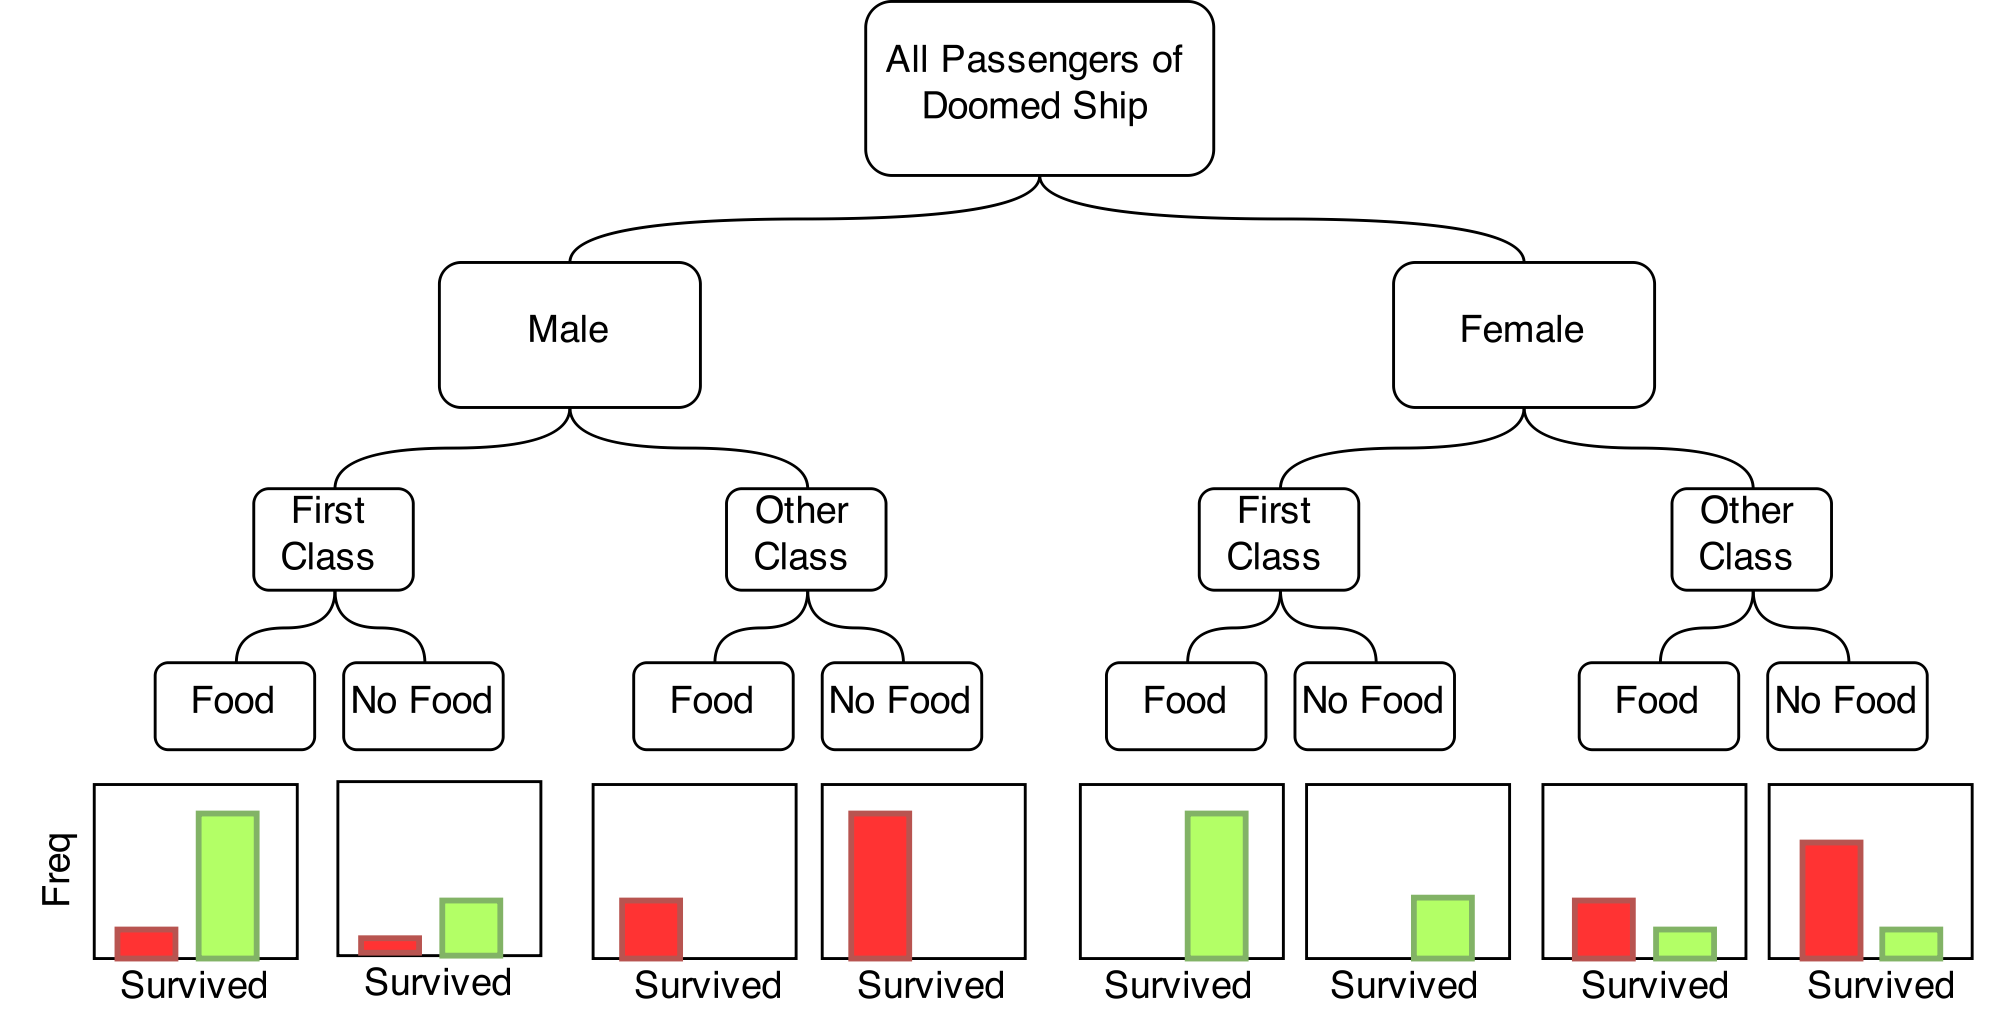 All Passengers of
Doomed Ship
Male
Female
First
Class
Other
Class
First
Class
Other
Class
Food
No Food
Food
No Food
Food
No Food
Food
No Food
Freq
Survived
Survived
Survived
Survived
Survived
Survived
Survived
Survived